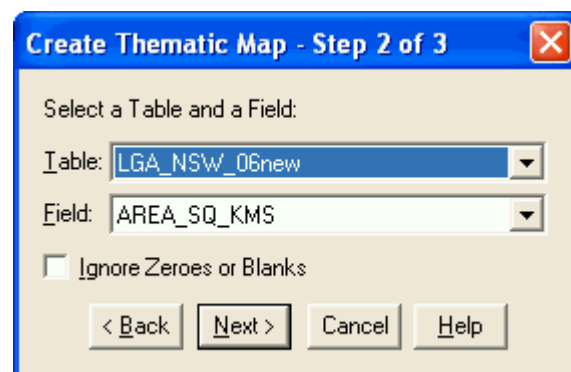 Create Thematic Map - Step 2 of 3
Select a Table and a Field:
Table: LGA_NSW_06new
Field: AREA_SQ_KMS
Ignore Zeroes or Blanks
< Back Next > Cancel Help